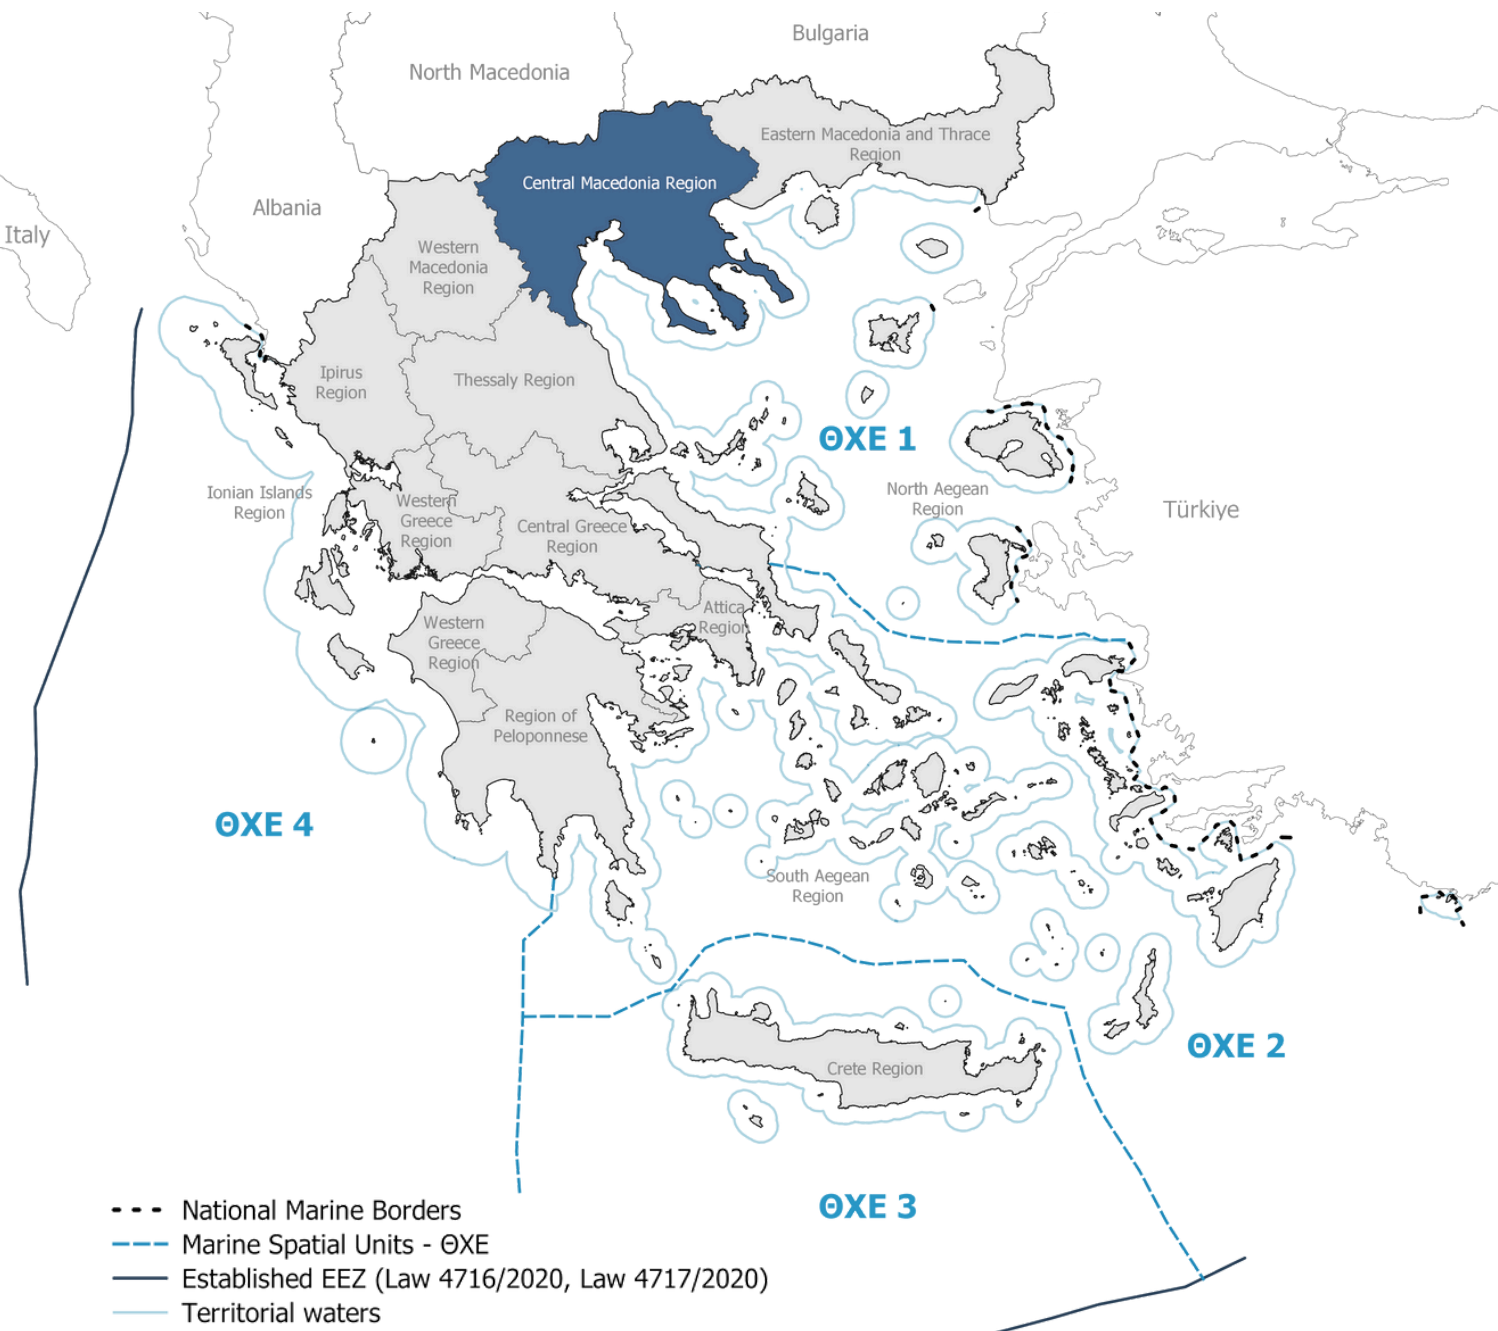 Bulgaria
North Macedonia
Eastern Macedonia and Thrace
Region
Central Macedonia Region
Albania
Italy
Western
Macedonia
Region
Ipirus
Region
Thessaly Region
ΘΧΕ 1
North Aegean
Region
Türkiye
Ionian Islands
Region
Western
Greece
Region
Central Greece
Region
Attica
Region
Western
Greece
Region
Region of
Peloponnese
ΘΧΕ 4
South Aegean
Region
ΘΧΕ 2
Crete Region
ΘΧΕ 3
National Marine Borders
Marine Spatial Units - ΘΧΕ
Established EEZ (Law 4716/2020, Law 4717/2020)
Territorial waters